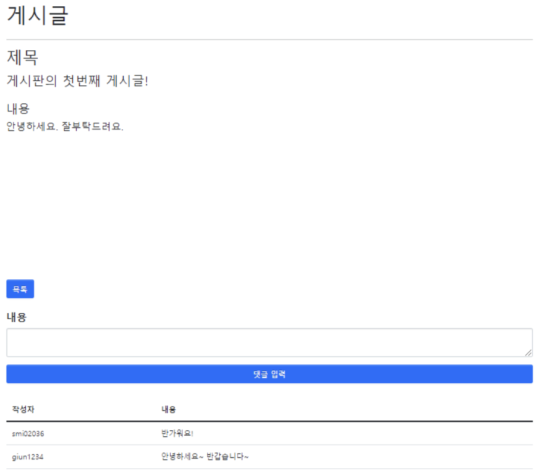 게시글
제목
게시판의 첫번째 게시글!
내용
안녕하세요. 잘부탁드려요.
목록
내용
댓글 입력
작성자 내용
smi02036 반가워요!
giun1234 안녕하세요~ 반갑습니다~